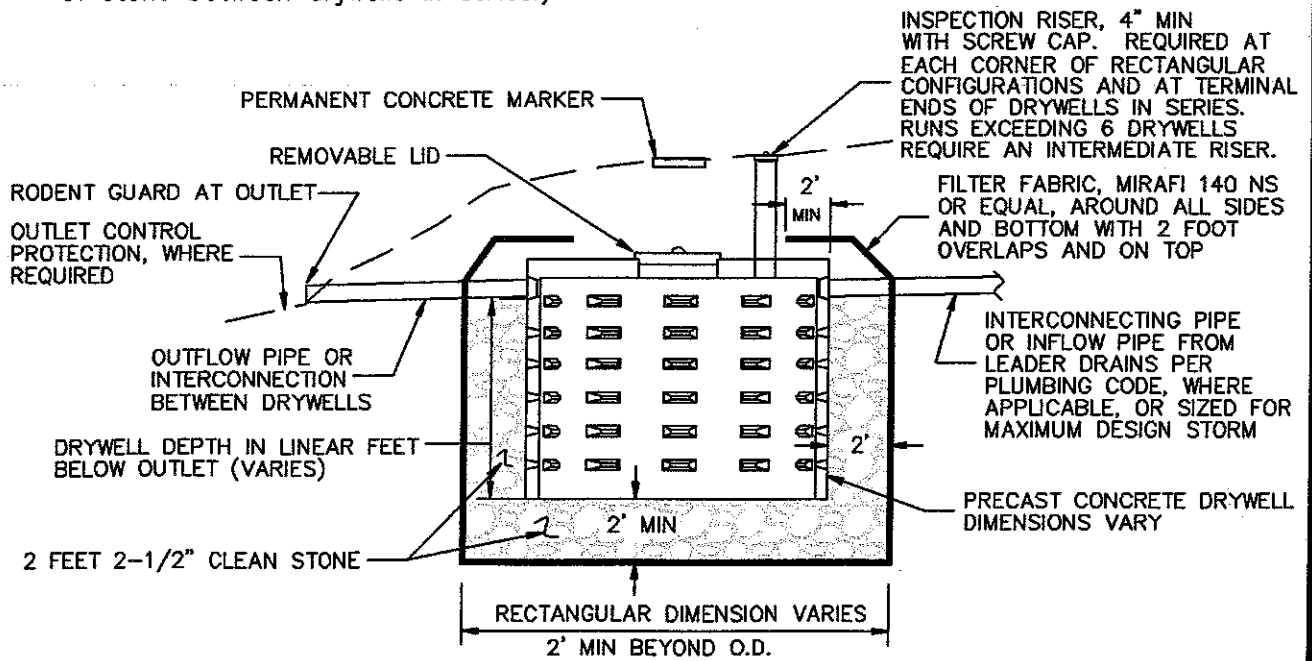 INSPECTION RISER, 4" MIN
WITH SCREW CAP. REQUIRED AT
EACH CORNER OF RECTANGULAR
CONFIGURATIONS AND AT TERMINAL
ENDS OF DRYWELLS IN SERIES.
RUNS EXCEEDING 6 DRYWELLS
REQUIRE AN INTERMEDIATE RISER.
PERMANENT CONCRETE MARKER
REMOVABLE LID
RODENT GUARD AT OUTLET
OUTLET CONTROL
PROTECTION, WHERE
REQUIRED
2'
MIN
FILTER FABRIC, MIRAFI 140 NS
OR EQUAL, AROUND ALL SIDES
AND BOTTOM WITH 2 FOOT
OVERLAPS AND ON TOP
OUTFLOW PIPE OR
INTERCONNECTION
BETWEEN DRYWELLS
INTERCONNECTING PIPE
OR INFLOW PIPE FROM
LEADER DRAINS PER
PLUMBING CODE, WHERE
APPLICABLE, OR SIZED FOR
MAXIMUM DESIGN STORM
DRYWELL DEPTH IN LINEAR FEET
BELOW OUTLET (VARIES)
2'
PRECAST CONCRETE DRYWELL
DIMENSIONS VARY
2' MIN
2 FEET 2-1/2" CLEAN STONE
RECTANGULAR DIMENSION VARIES
2' MIN BEYOND O.D.